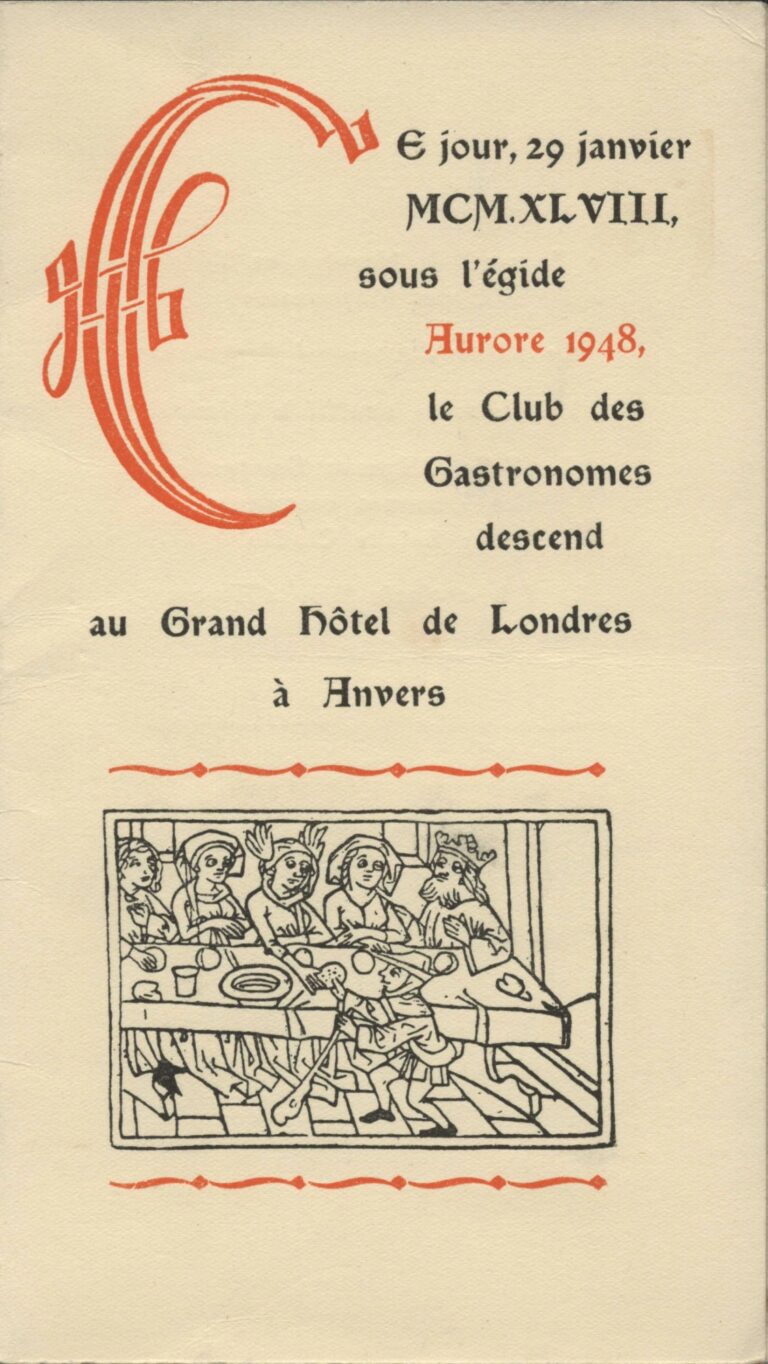 CE jour, 29 janvier
MCM.XLVIII,
sous l'égide
Aurore 1948,
le Club des
Gastronomes
descend
au Grand Hôtel de Londres
à Anvers